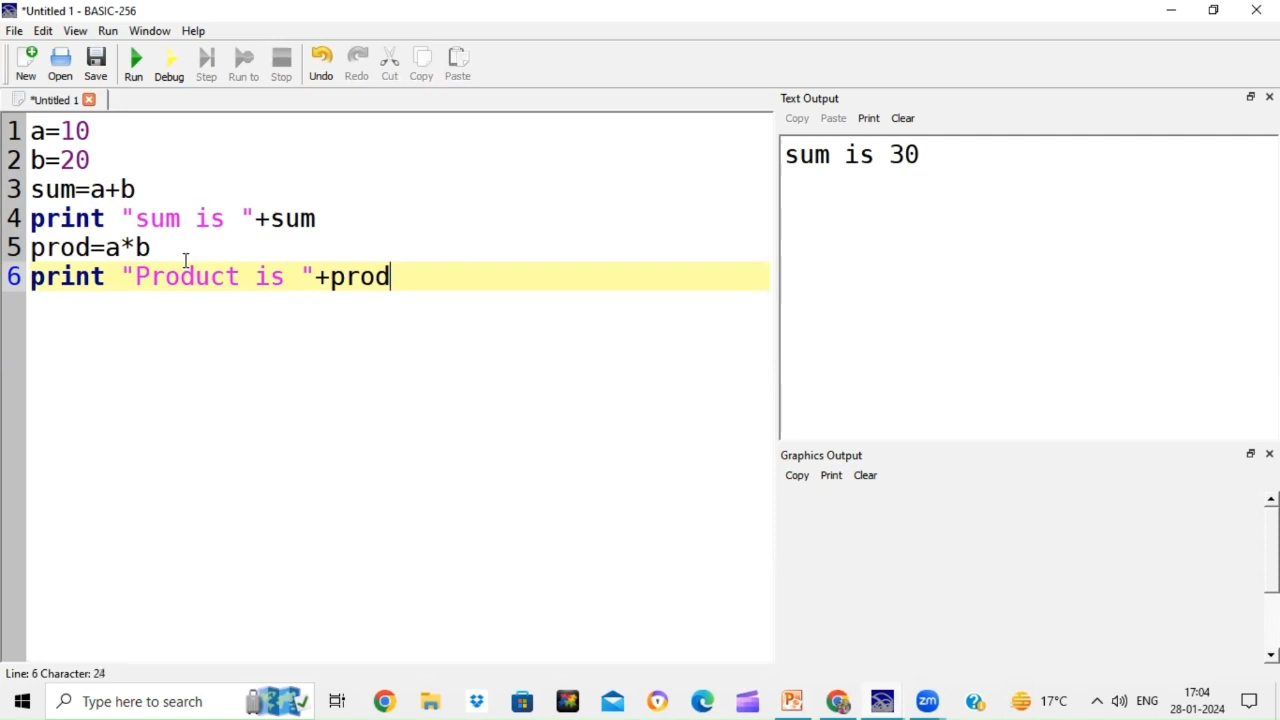 *Untitled 1 - BASIC-256
File Edit View Run Window Help
New Open Save Run Debug Step Run to Stop Undo Redo Cut Copy Paste
*Untitled 1
1 a=10
2 b=20
3 sum=a+b
4 print "sum is "+sum
5 prod=a*b
6 print "Product is "+prod
Text Output
Copy Paste Print Clear
sum is 30
Graphics Output
Copy Print Clear
Line: 6 Character: 24
Type here to search
zm
17°C
ENG
17:04
28-01-2024